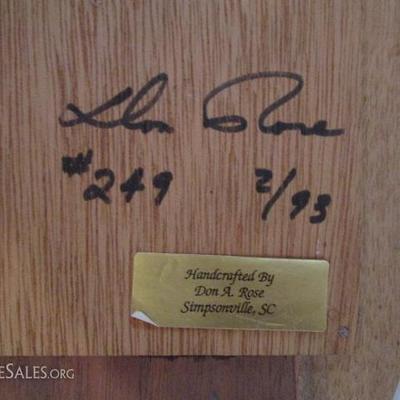 Don Rose
#249 2/93
Handcrafted By
Don A. Rose
Simpsonville, SC
ESALES.ORG